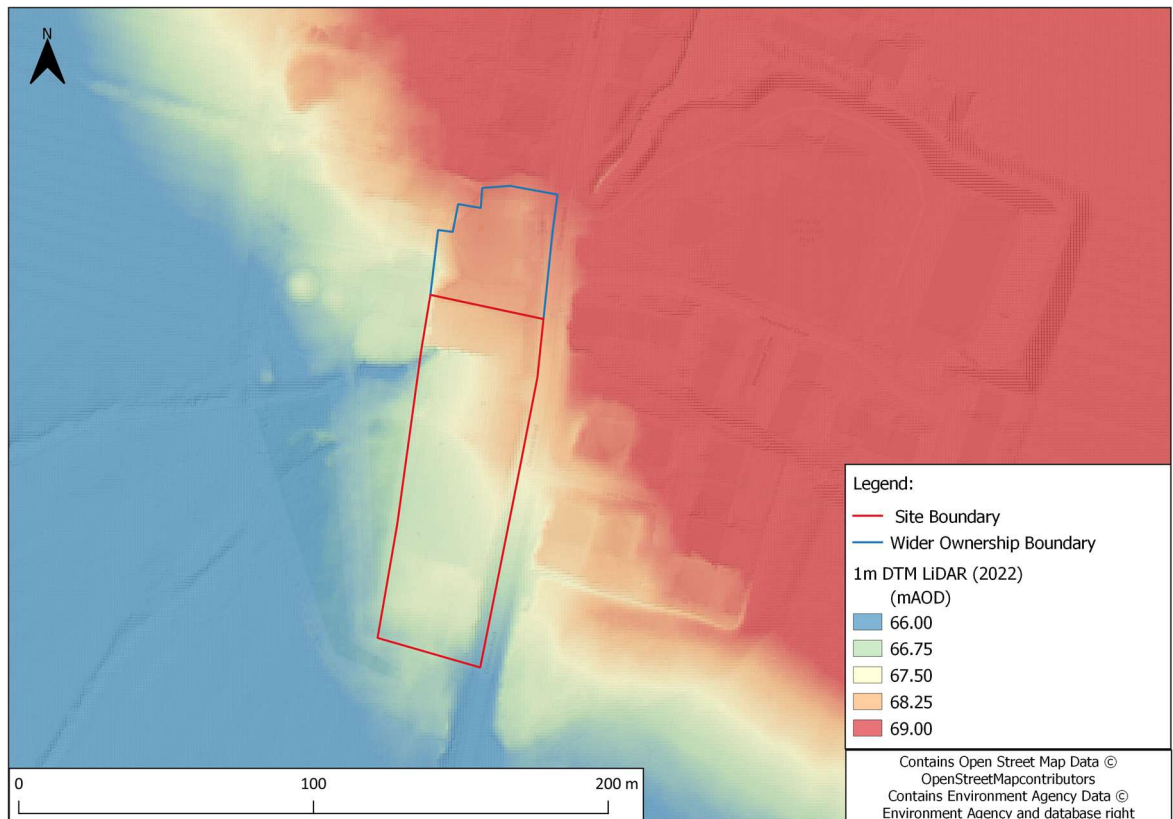 N
Legend:
Site Boundary
Wider Ownership Boundary
1m DTM LiDAR (2022)
(mAOD)
66.00
66.75
67.50
68.25
69.00
0 100 200 m
Contains Open Street Map Data ©
OpenStreetMapcontributors
Contains Environment Agency Data ©
Environment Agency and database right